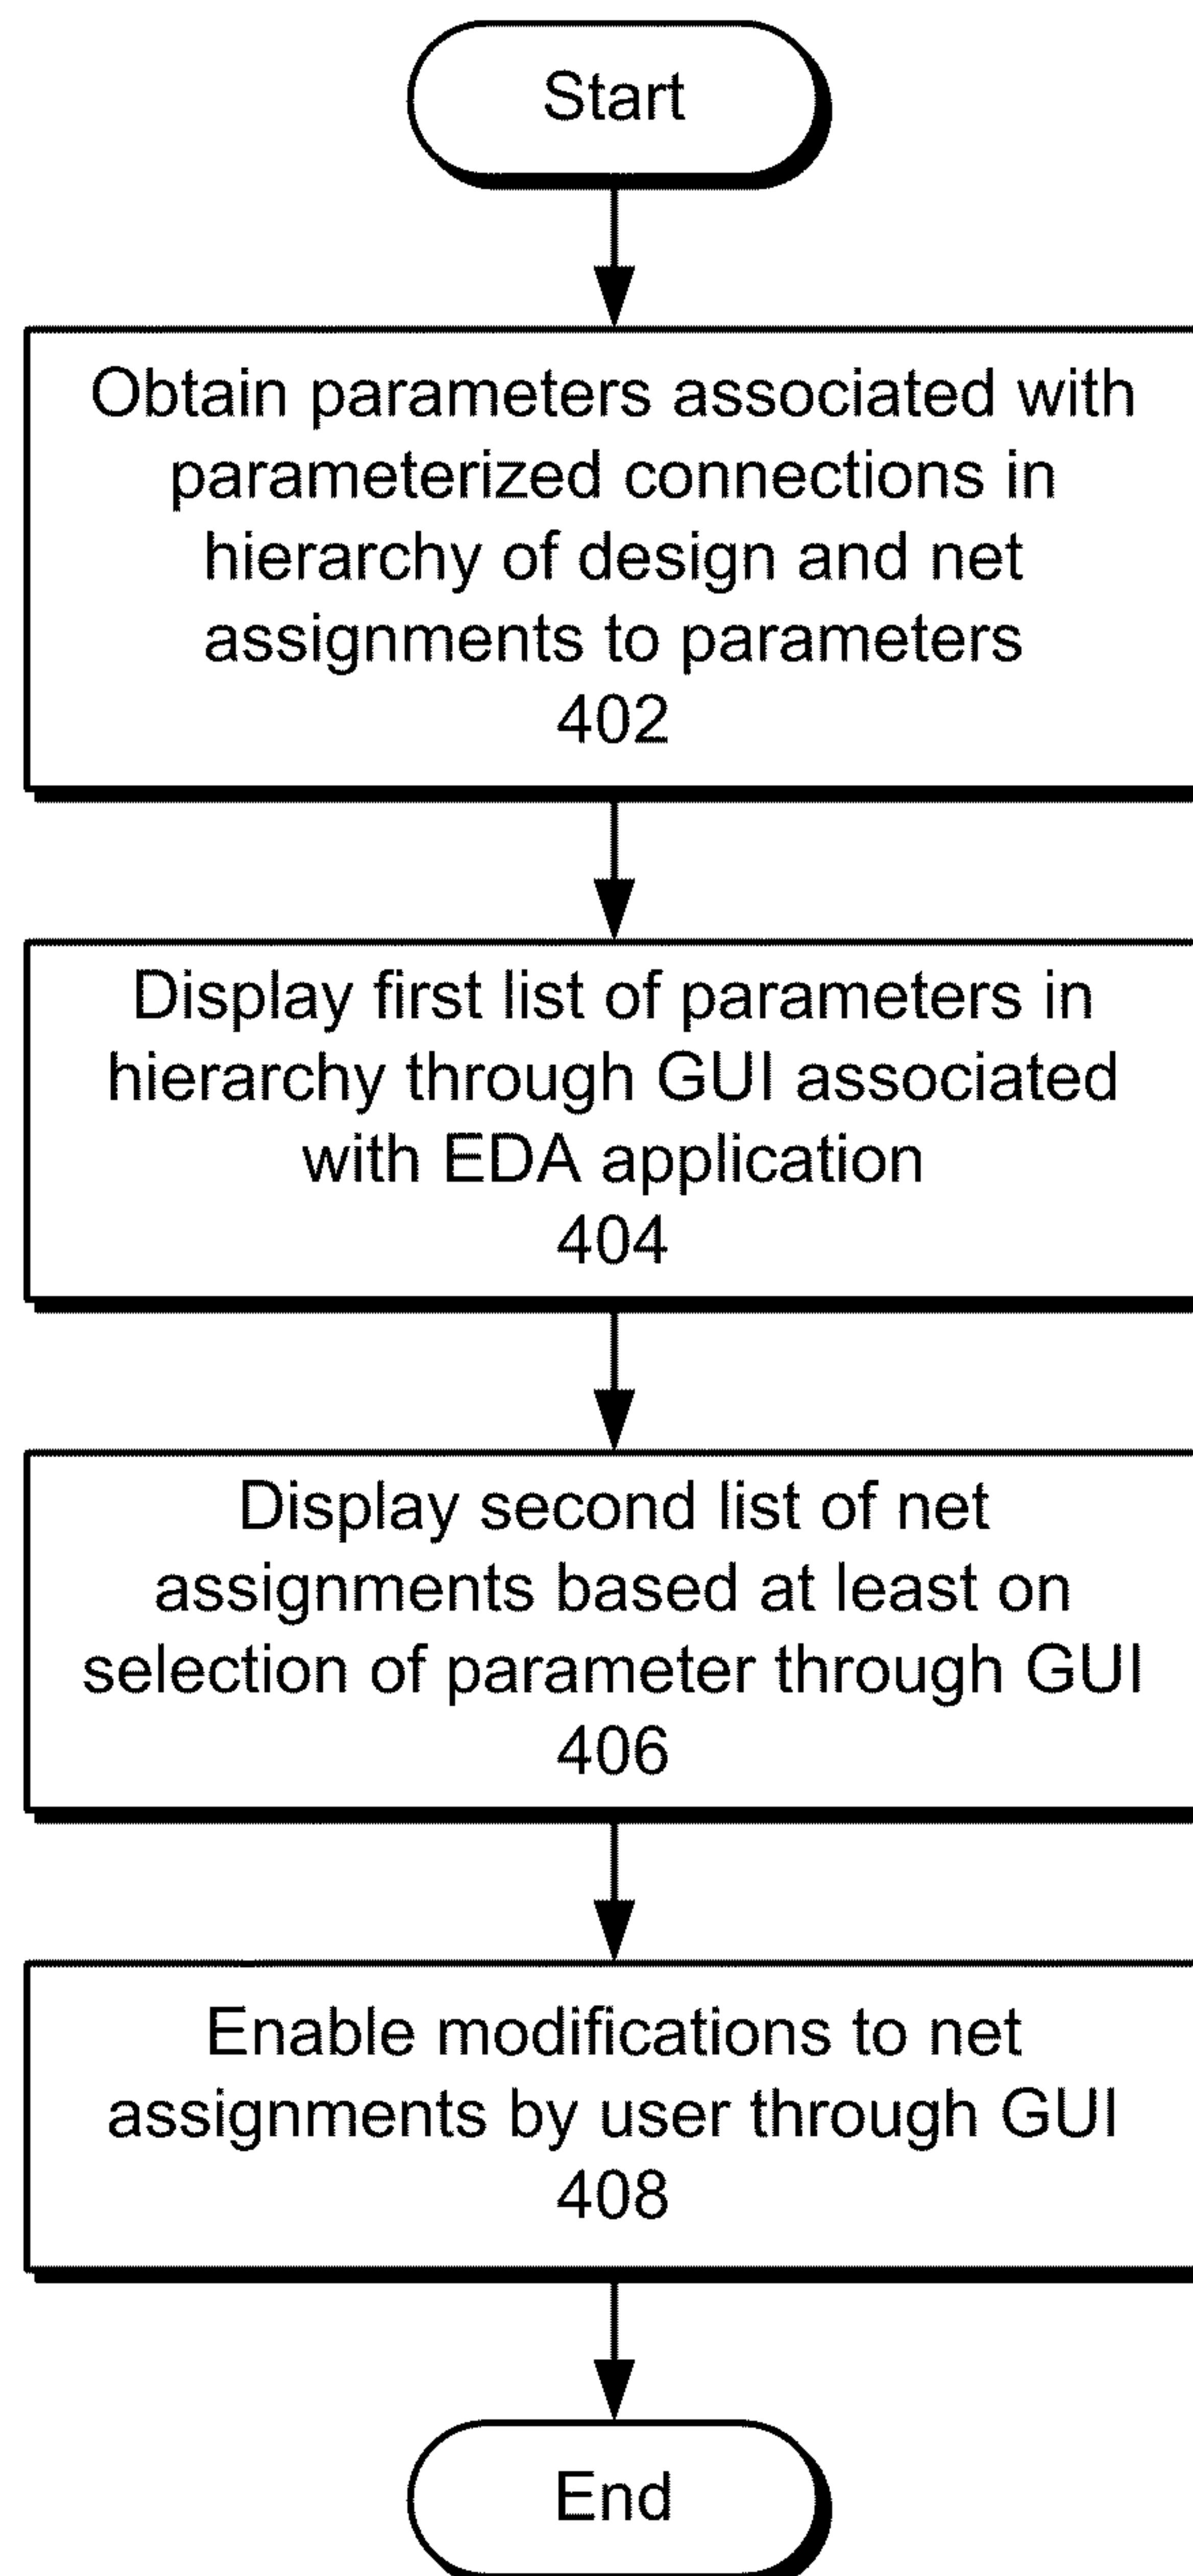 Start
Obtain parameters associated with
parameterized connections in
hierarchy of design and net
assignments to parameters
402
Display first list of parameters in
hierarchy through GUI associated
with EDA application
404
Display second list of net
assignments based at least on
selection of parameter through GUI
406
Enable modifications to net
assignments by user through GUI
408
End